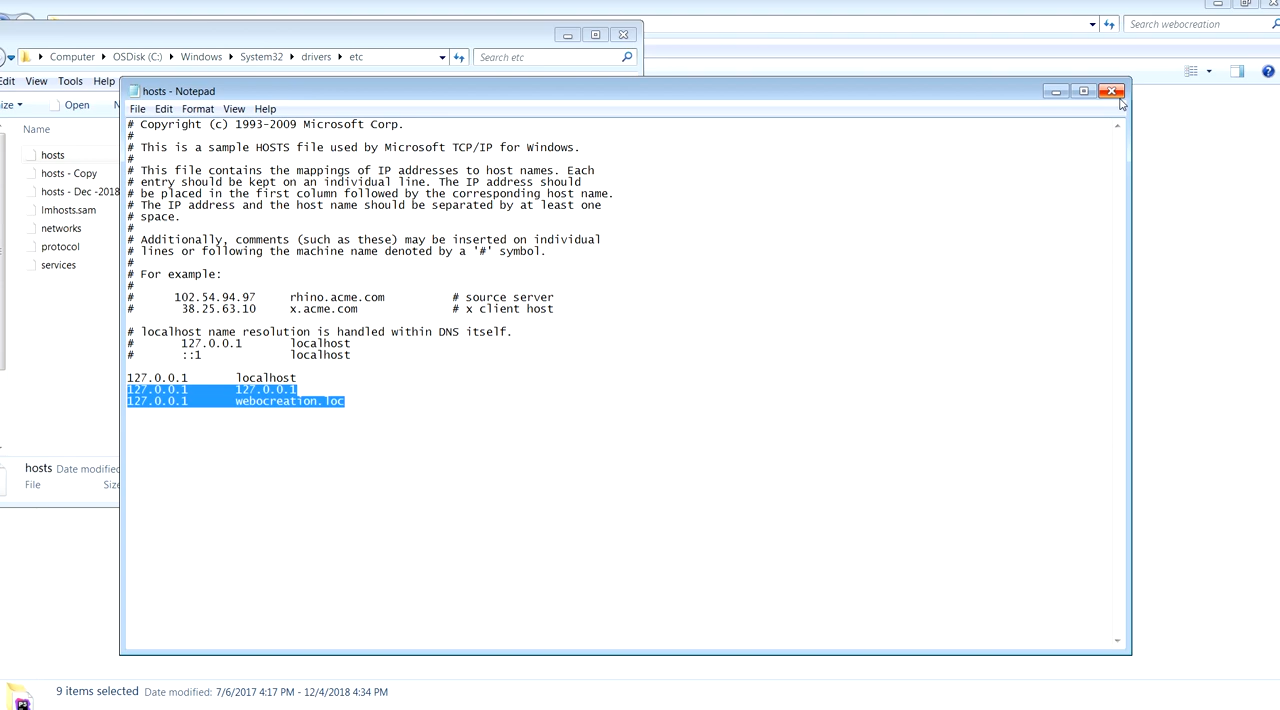 Search webocreation
Computer OSDisk (C:) Windows System32 drivers etc
Search etc
Edit View Tools Help
Open
Name
hosts
hosts - Copy
hosts - Dec -2018
lmhosts.sam
networks
protocol
services
hosts Date modified
File
hosts - Notepad
File Edit Format View Help
# Copyright (c) 1993-2009 Microsoft Corp.
#
# This is a sample HOSTS file used by Microsoft TCP/IP for Windows.
#
# This file contains the mappings of IP addresses to host names. Each
# entry should be kept on an individual line. The IP address should
# be placed in the first column followed by the corresponding host name.
# The IP address and the host name should be separated by at least one
# space.
#
# Additionally, comments (such as these) may be inserted on individual
# lines or following the machine name denoted by a '#' symbol.
#
# For example:
#
# 102.54.94.97 rhino.acme.com # source server
# 38.25.63.10 x.acme.com # x client host
# localhost name resolution is handled within DNS itself.
# 127.0.0.1 localhost
# ::1 localhost
127.0.0.1 localhost
127.0.0.1 127.0.0.1
127.0.0.1 webocreation.loc
9 items selected Date modified: 7/6/2017 4:17 PM - 12/4/2018 4:34 PM